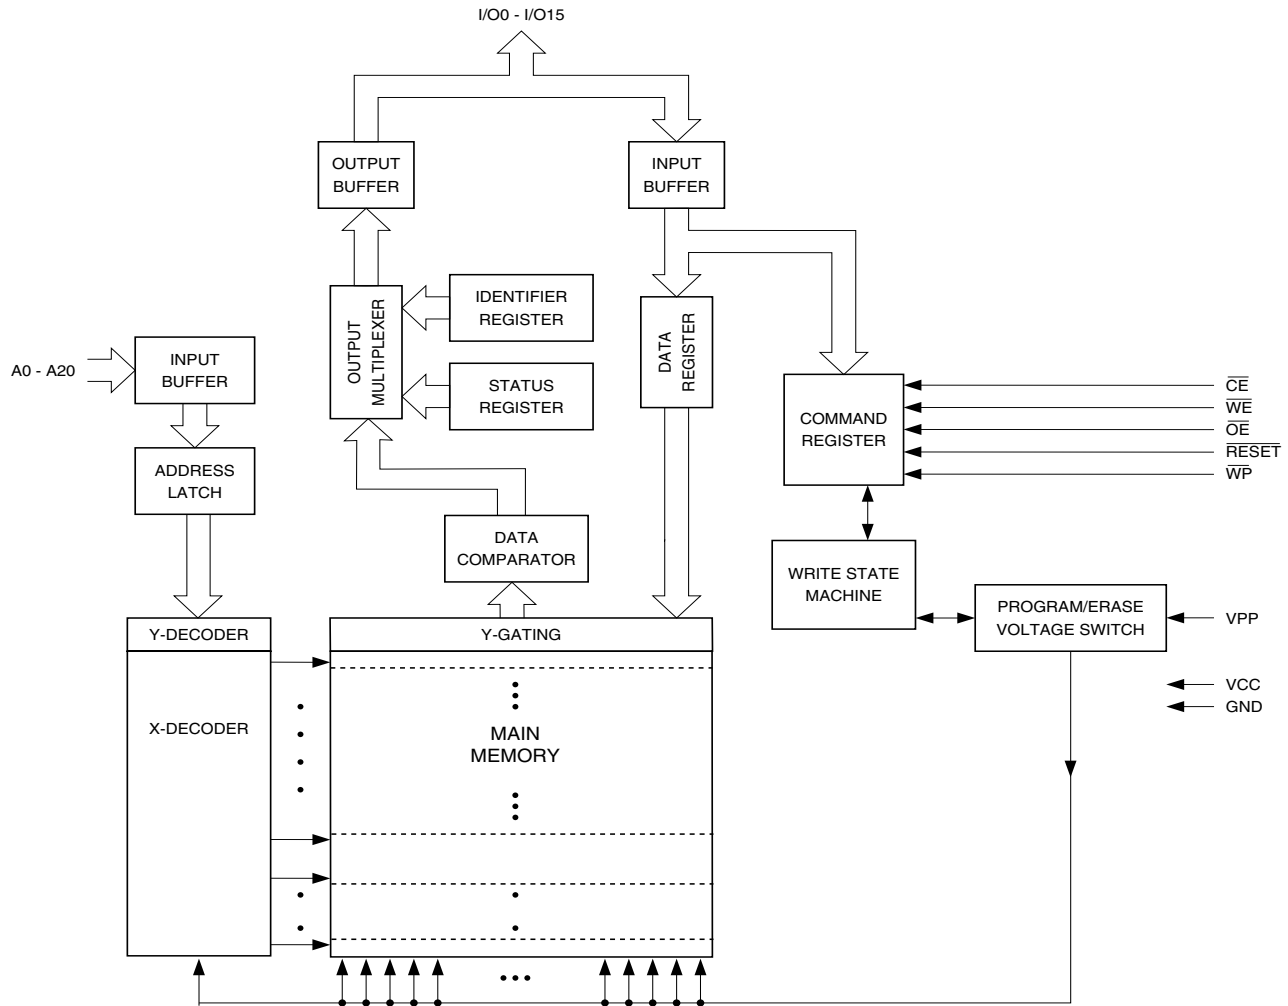 I/O0 - I/O15
OUTPUT
BUFFER
INPUT
BUFFER
IDENTIFIER
REGISTER
OUTPUT
MULTIPLEXER
DATA
REGISTER
A0 - A20
INPUT
BUFFER
STATUS
REGISTER
COMMAND
REGISTER
CE
WE
OE
RESET
WP
ADDRESS
LATCH
DATA
COMPARATOR
WRITE STATE
MACHINE
PROGRAM/ERASE
VOLTAGE SWITCH
VPP
Y-DECODER
Y-GATING
VCC
GND
X-DECODER
MAIN
MEMORY